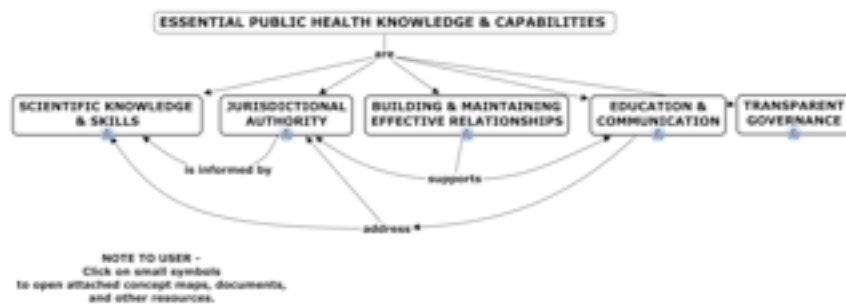 ESSENTIAL PUBLIC HEALTH KNOWLEDGE & CAPABILITIES
are
SCIENTIFIC KNOWLEDGE
& SKILLS
JURISDICTIONAL
AUTHORITY
BUILDING & MAINTAINING
EFFECTIVE RELATIONSHIPS
EDUCATION &
COMMUNICATION
TRANSPARENT
GOVERNANCE
is informed by
supports
address
NOTE TO USER -
Click on small symbols
to open attached concept maps, documents,
and other resources.